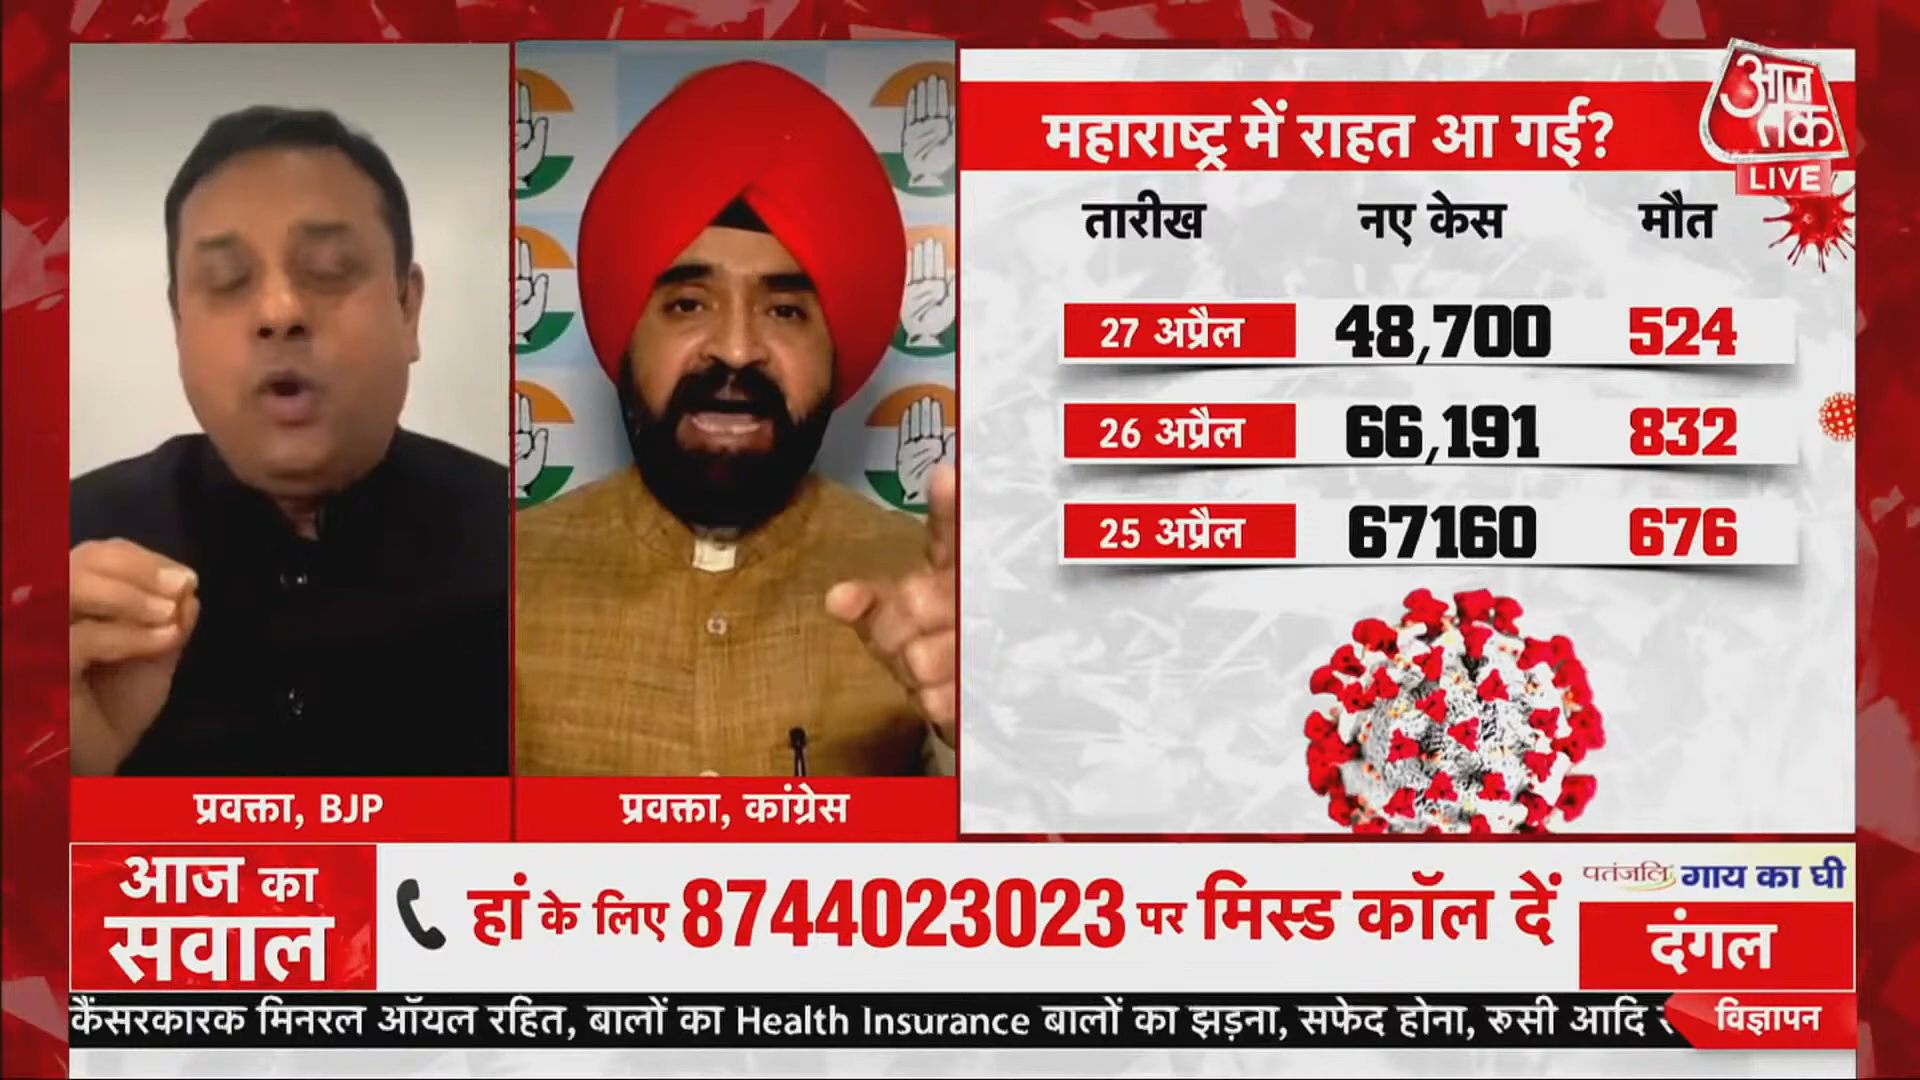 महाराष्ट्र में राहत आ गई?
आज
तक
LIVE
तारीख नए केस मौत
27 अप्रैल 48,700 524
26 अप्रैल 66,191 832
25 अप्रैल 67160 676
प्रवक्ता, BJP
प्रवक्ता, कांग्रेस
आज का
सवाल
हां के लिए 8744023023 पर मिस्ड कॉल दें
पतंजलि गाय का घी
दंगल
कैंसरकारक मिनरल ऑयल रहित, बालों का Health Insurance बालों का झड़ना, सफेद होना, रूसी आदि
विज्ञापन